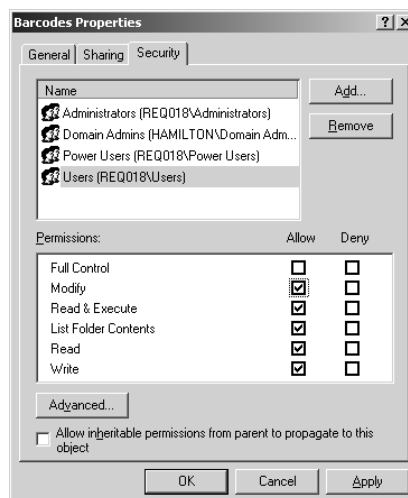 Barcodes Properties
General Sharing Security
Name
Administrators (REQ018\Administrators)
Domain Admins (HAMILTON\Domain Adm...
Power Users (REQ018\Power Users)
Users (REQ018\Users)
Add...
Remove
Permissions: Allow Deny
Full Control
Modify
Read & Execute
List Folder Contents
Read
Write
Advanced...
Allow inheritable permissions from parent to propagate to this
object
OK Cancel Apply